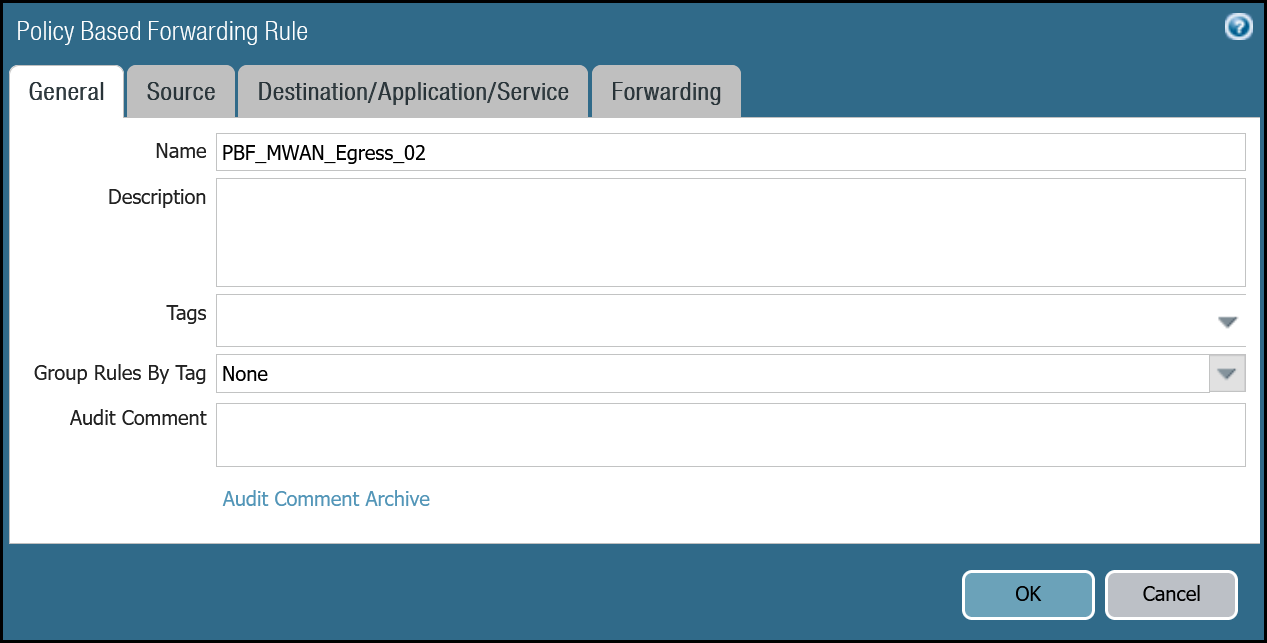 Policy Based Forwarding Rule
?
General Source Destination/Application/Service Forwarding
Name PBF_MWAN_Egress_02
Description
Tags
Group Rules By Tag None
Audit Comment
Audit Comment Archive
OK Cancel